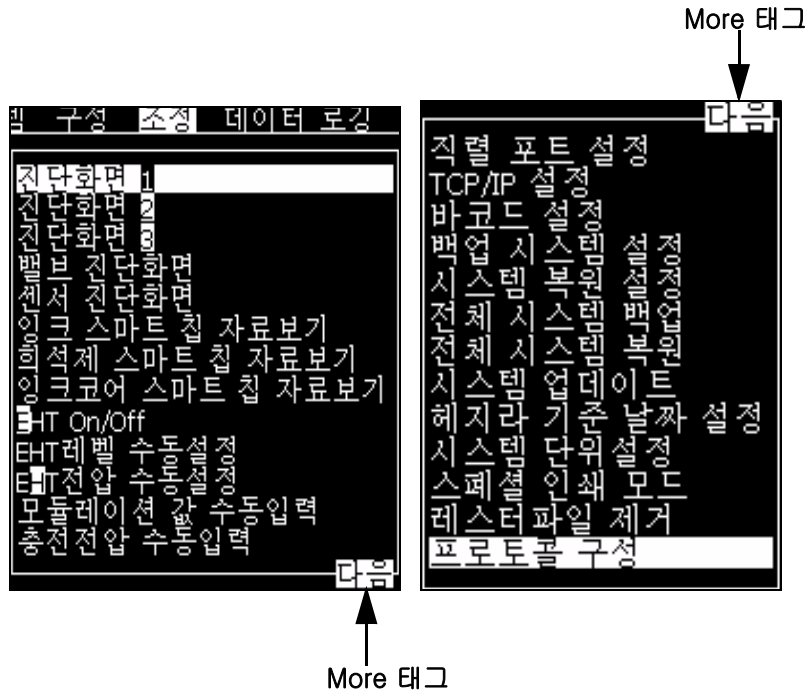 More 태그
구성 조정 데이터 로깅
진단화면 1
진단화면 2
진단화면 3
밸브 진단화면
센서 진단화면
잉크 스마트 칩 자료보기
희석제 스마트 칩 자료보기
잉크코어 스마트 칩 자료보기
EHT On/Off
EHT레벨 수동설정
EHT전압 수동설정
모듈레이션 값 수동입력
충전전압 수동입력
다음
More 태그
다음
직렬 포트 설정
TCP/IP 설정
바코드 설정
백업 시스템 설정
시스템 복원 설정
전체 시스템 백업
전체 시스템 복원
시스템 업데이트
헤지라 기준 날짜 설정
시스템 단위설정
스페셜 인쇄 모드
레스터파일 제거
프로토콜 구성